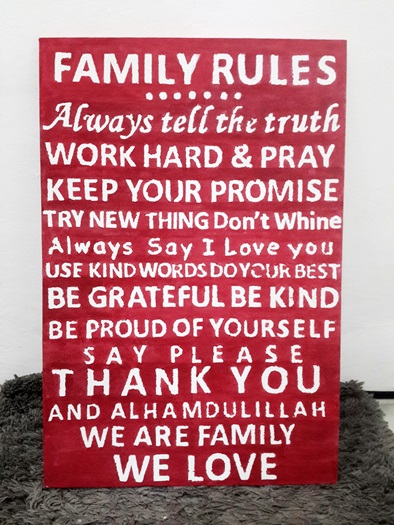 FAMILY RULES
.......
Always tell the truth
WORK HARD & PRAY
KEEP YOUR PROMISE
TRY NEW THING Don't Whine
Always Say I Love you
USE KIND WORDS DO YOUR BEST
BE GRATEFUL BE KIND
BE PROUD OF YOURSELF
SAY PLEASE
THANK YOU
AND ALHAMDULILLAH
WE ARE FAMILY
WE LOVE